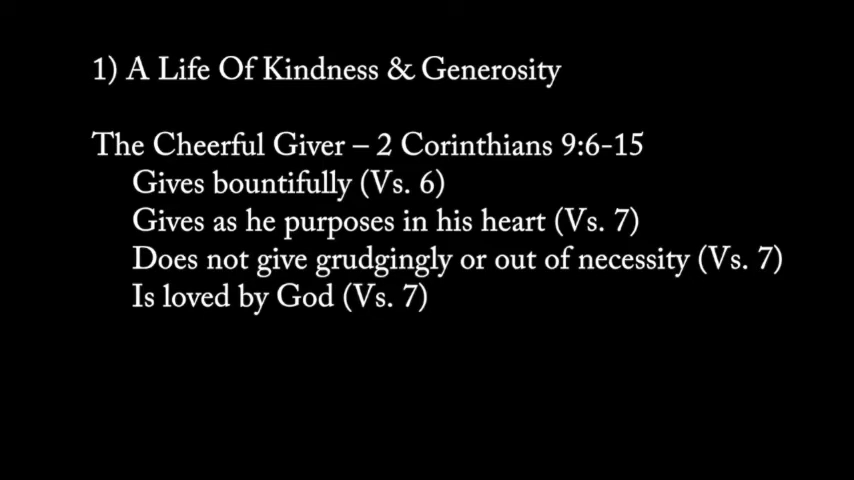 1) A Life Of Kindness & Generosity
The Cheerful Giver – 2 Corinthians 9:6-15
Gives bountifully (Vs. 6)
Gives as he purposes in his heart (Vs. 7)
Does not give grudgingly or out of necessity (Vs. 7)
Is loved by God (Vs. 7)